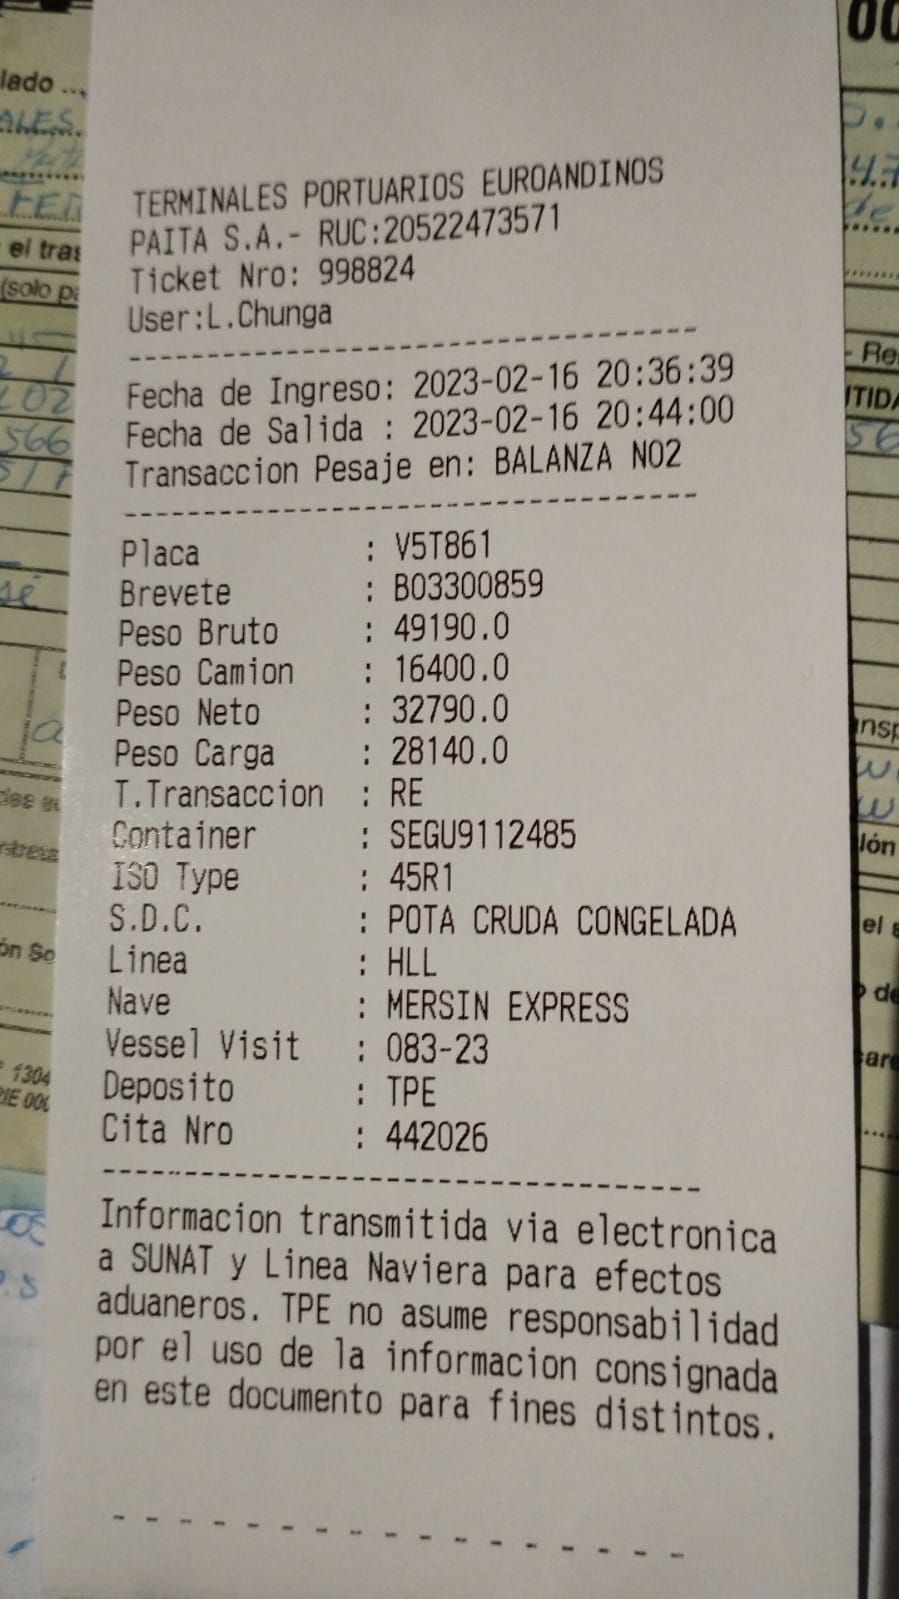 TERMINALES PORTUARIOS EUROANDINOS
PAITA S.A.- RUC:20522473571
Ticket Nro: 998824
User:L.Chunga
Fecha de Ingreso: 2023-02-16 20:36:39
Fecha de Salida : 2023-02-16 20:44:00
Transaccion Pesaje en: BALANZA NO2
Placa : V5T861
Brevete : B03300859
Peso Bruto : 49190.0
Peso Camion : 16400.0
Peso Neto : 32790.0
Peso Carga : 28140.0
T.Transaccion : RE
Container : SEGU9112485
ISO Type : 45R1
S.D.C. : POTA CRUDA CONGELADA
Linea : HLL
Nave : MERSIN EXPRESS
Vessel Visit : 083-23
Deposito : TPE
Cita Nro : 442026
Informacion transmitida via electronica
a SUNAT y Linea Naviera para efectos
aduaneros. TPE no asume responsabilidad
por el uso de la informacion consignada
en este documento para fines distintos.